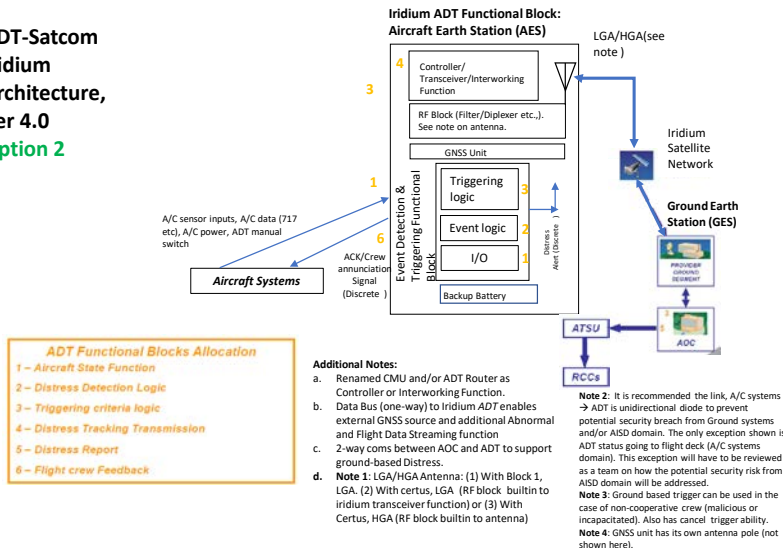 DT-Satcom
idium
rchitecture,
er 4.0
ption 2
Iridium ADT Functional Block:
Aircraft Earth Station (AES)
LGA/HGA(see
note )
4
Controller/
Transceiver/Interworking
Function
3
RF Block (Filter/Diplexer etc.,).
See note on antenna.
GNSS Unit
Iridium
Satellite
Network
Ground Earth
Station (GES)
1
Event Detection &
Triggering Functional
Block
Triggering
logic
3
Event logic
2
I/O
1
Distress
Alert (Discrete )
Backup Battery
A/C sensor inputs, A/C data (717
etc), A/C power, ADT manual
switch
6
ACK/Crew
annunciation
Signal
(Discrete )
Aircraft Systems
PROVIDER
GROUND
SEGMENT
3
5
AOC
ATSU
RCCs
ADT Functional Blocks Allocation
1 – Aircraft State Function
2 – Distress Detection Logic
3 – Triggering criteria logic
4 – Distress Tracking Transmission
5 – Distress Report
6 – Flight crew Feedback
Additional Notes:
a. Renamed CMU and/or ADT Router as
Controller or Interworking Function.
b. Data Bus (one-way) to Iridium ADT enables
external GNSS source and additional Abnormal
and Flight Data Streaming function
c. 2-way coms between AOC and ADT to support
ground-based Distress.
d. Note 1: LGA/HGA Antenna: (1) With Block 1,
LGA. (2) With certus, LGA (RF block builtin to
iridium transceiver function) or (3) With
Certus, HGA (RF block builtin to antenna)
Note 2: It is recommended the link, A/C systems
→ ADT is unidirectional diode to prevent
potential security breach from Ground systems
and/or AISD domain. The only exception shown is
ADT status going to flight deck (A/C systems
domain). This exception will have to be reviewed
as a team on how the potential security risk from
AISD domain will be addressed.
Note 3: Ground based trigger can be used in the
case of non-cooperative crew (malicious or
incapacitated). Also has cancel trigger ability.
Note 4: GNSS unit has its own antenna pole (not
shown here).